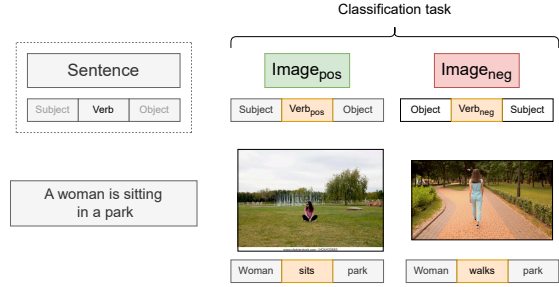 Classification task
Sentence
Image_pos
Image_neg
Subject Verb Object
Subject Verb_pos Object
Object Verb_neg Subject
A woman is sitting
in a park
Woman sits park
Woman walks park